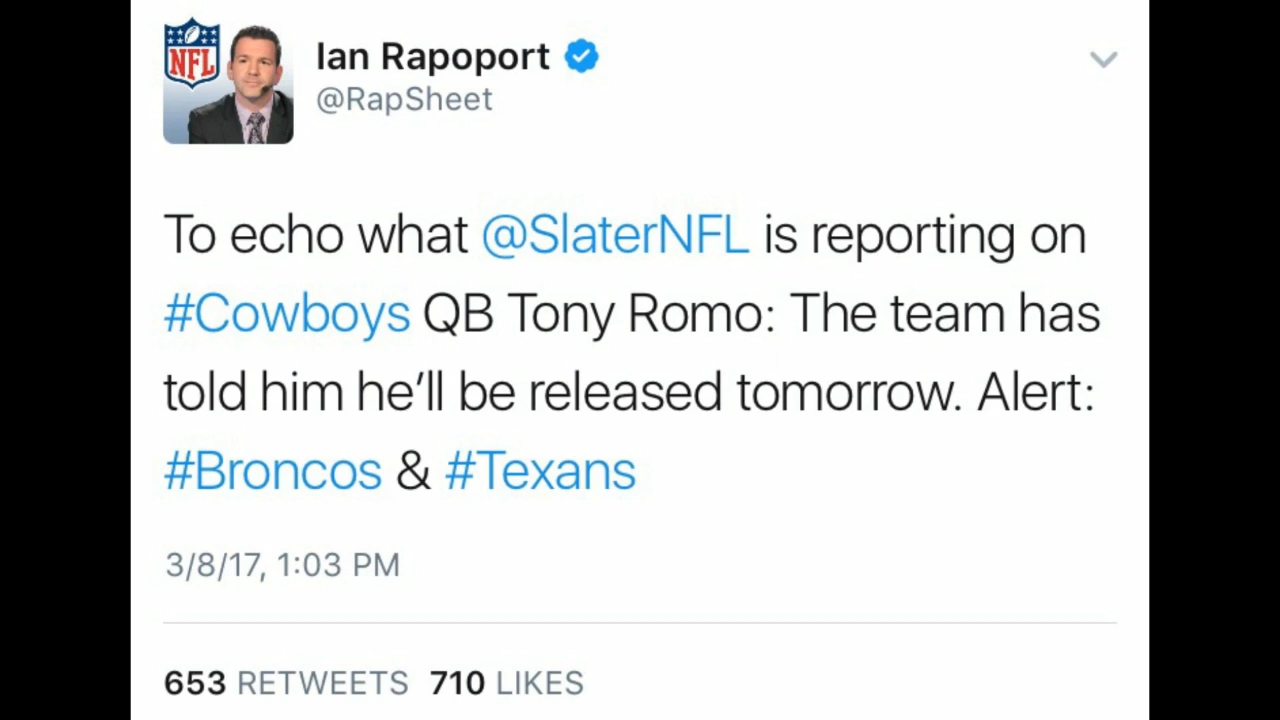 NFL
Ian Rapoport
@RapSheet
To echo what @SlaterNFL is reporting on
#Cowboys QB Tony Romo: The team has
told him he'll be released tomorrow. Alert:
#Broncos & #Texans
3/8/17, 1:03 PM
653 RETWEETS 710 LIKES